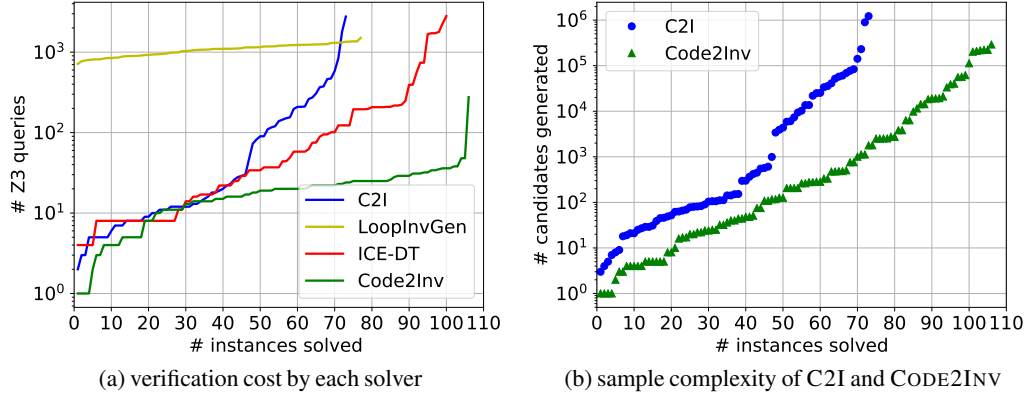 10³
10²
10¹
10⁰
# Z3 queries
C2I
LoopInvGen
ICE-DT
Code2Inv
0 10 20 30 40 50 60 70 80 90 100 110
# instances solved
(a) verification cost by each solver
10⁶
10⁵
10⁴
10³
10²
10¹
10⁰
# candidates generated
C2I
Code2Inv
0 10 20 30 40 50 60 70 80 90 100 110
# instances solved
(b) sample complexity of C2I and CODE2INV